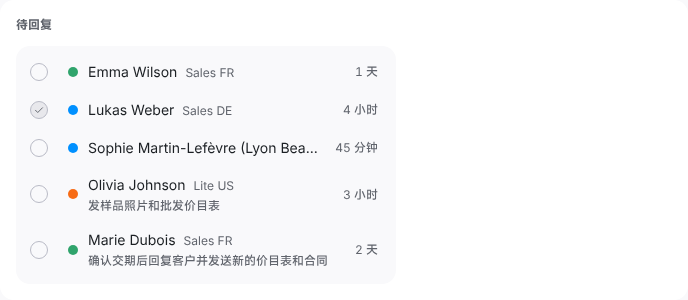 待回复
Emma Wilson Sales FR 1 天
Lukas Weber Sales DE 4 小时
Sophie Martin-Lefèvre (Lyon Bea... 45 分钟
Olivia Johnson Lite US 3 小时
发样品照片和批发价目表
Marie Dubois Sales FR 2 天
确认交期后回复客户并发送新的价目表和合同